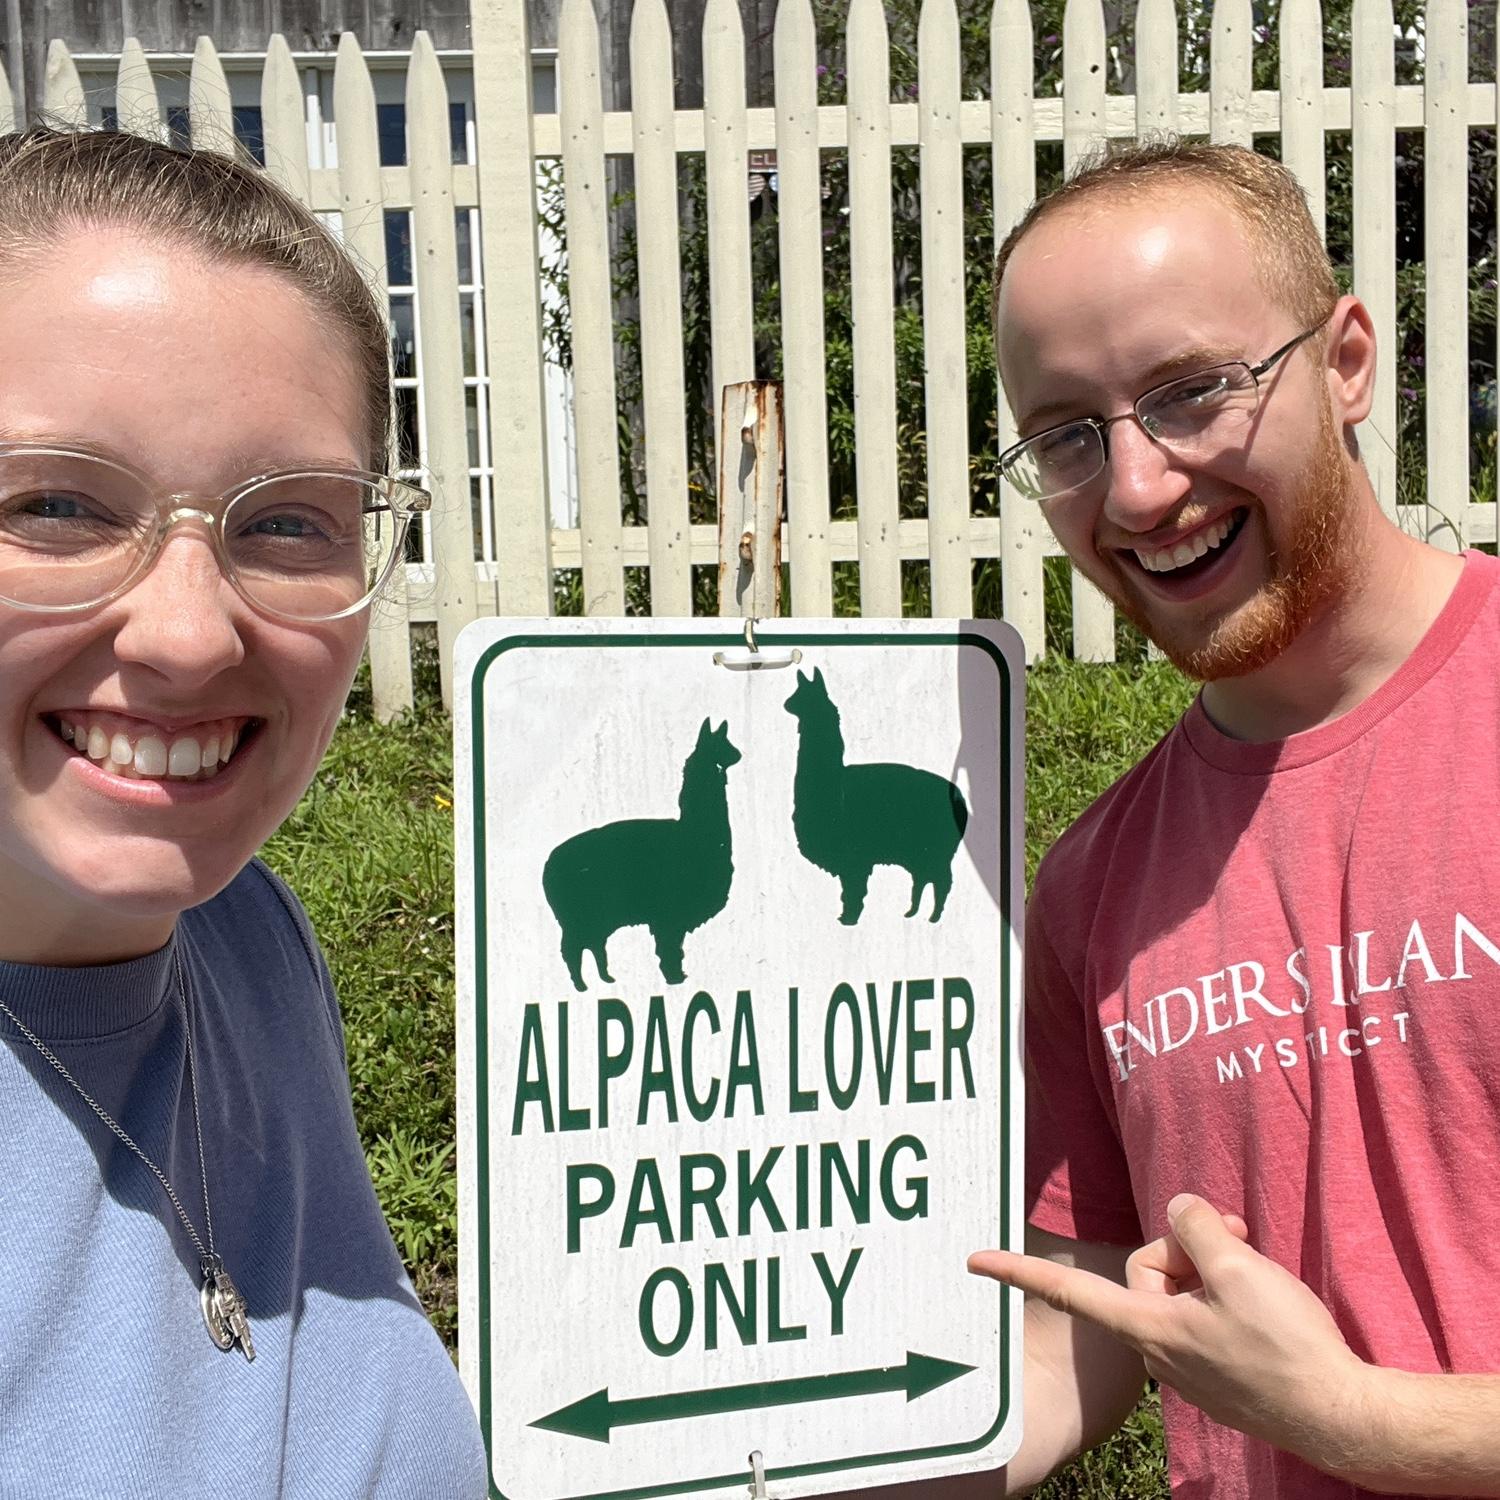 ALPACA LOVER
PARKING
ONLY
ENDERS ISLAN
MYSTIC CT